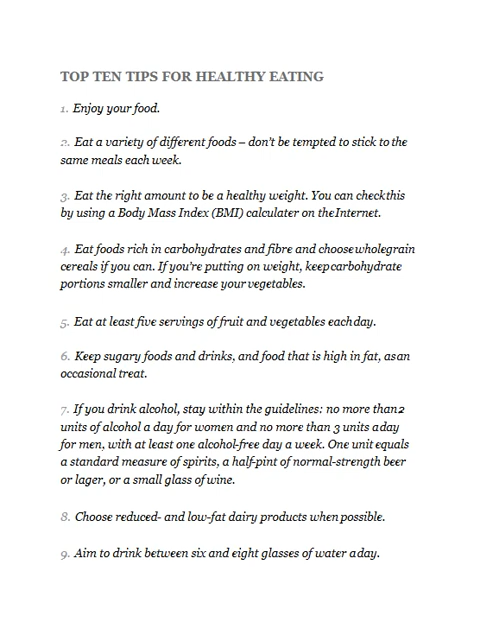 TOP TEN TIPS FOR HEALTHY EATING
1. Enjoy your food.
2. Eat a variety of different foods – don't be tempted to stick to the
same meals each week.
3. Eat the right amount to be a healthy weight. You can check this
by using a Body Mass Index (BMI) calculater on the Internet.
4. Eat foods rich in carbohydrates and fibre and choose wholegrain
cereals if you can. If you're putting on weight, keep carbohydrate
portions smaller and increase your vegetables.
5. Eat at least five servings of fruit and vegetables each day.
6. Keep sugary foods and drinks, and food that is high in fat, as an
occasional treat.
7. If you drink alcohol, stay within the guidelines: no more than 2
units of alcohol a day for women and no more than 3 units a day
for men, with at least one alcohol-free day a week. One unit equals
a standard measure of spirits, a half-pint of normal-strength beer
or lager, or a small glass of wine.
8. Choose reduced- and low-fat dairy products when possible.
9. Aim to drink between six and eight glasses of water a day.